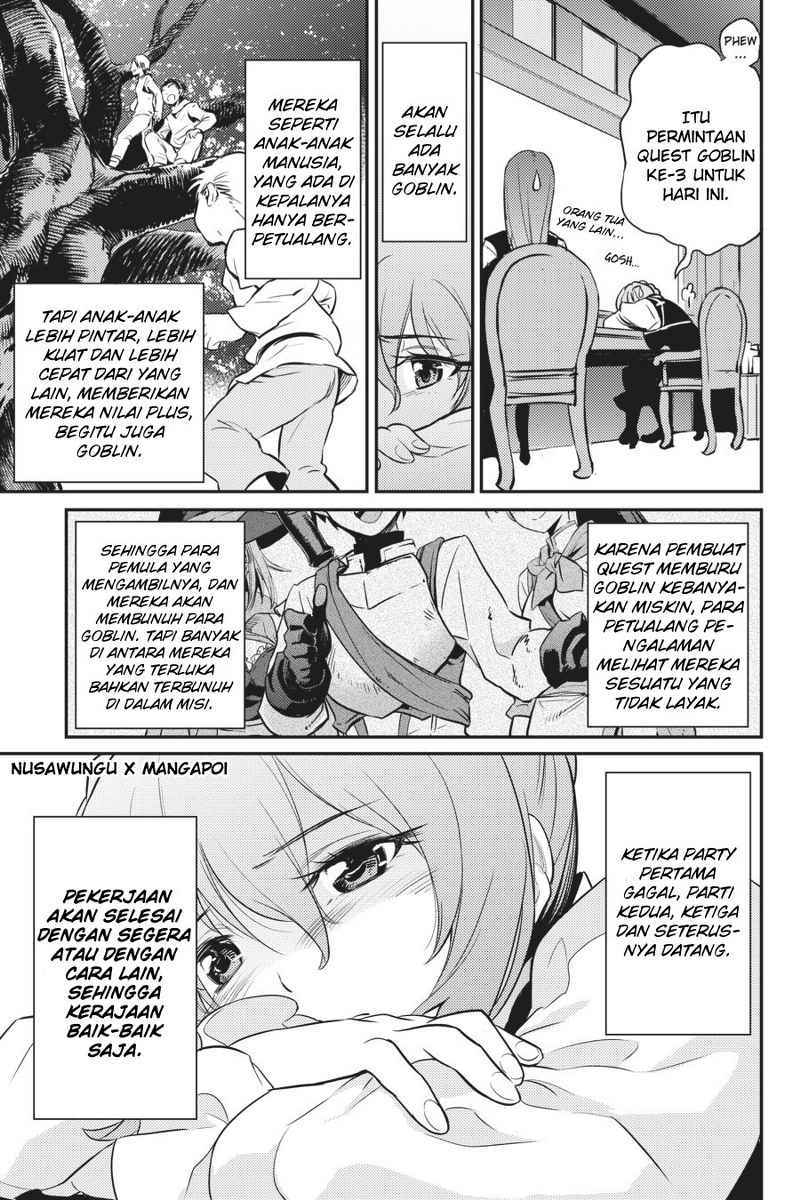 PHEW
...
ITU
PERMINTAAN
QUEST GOBLIN
KE-3 UNTUK
HARI INI.
ORANG TUA
YANG LAIN...
GOSH...
AKAN
SELALU
ADA
BANYAK
GOBLIN.
MEREKA
SEPERTI
ANAK-ANAK
MANUSIA,
YANG ADA DI
KEPALANYA
HANYA BER-
PETUALANG.
TAPI ANAK-ANAK
LEBIH PINTAR, LEBIH
KUAT DAN LEBIH
CEPAT DARI YANG
LAIN, MEMBERIKAN
MEREKA NILAI PLUS,
BEGITU JUGA
GOBLIN.
KARENA PEMBUAT
QUEST MEMBURU
GOBLIN KEBANYA-
KAN MISKIN, PARA
PETUALANG PE-
NGALAMAN
MELIHAT MEREKA
SESUATU YANG
TIDAK LAYAK.
SEHINGGA PARA
PEMULA YANG
MENGAMBILNYA, DAN
MEREKA AKAN
MEMBUNUH PARA
GOBLIN. TAPI BANYAK
DI ANTARA MEREKA
YANG TERLUKA
BAHKAN TERBUNUH
DI DALAM MISI.
NUSAWUNGU X MANGAPOI
KETIKA PARTY
PERTAMA
GAGAL, PARTI
KEDUA, KETIGA
DAN SETERUS-
NYA DATANG.
PEKERJAAN
AKAN SELESAI
DENGAN SEGERA
ATAU DENGAN
CARA LAIN,
SEHINGGA
KERAJAAN
BAIK-BAIK
SAJA.